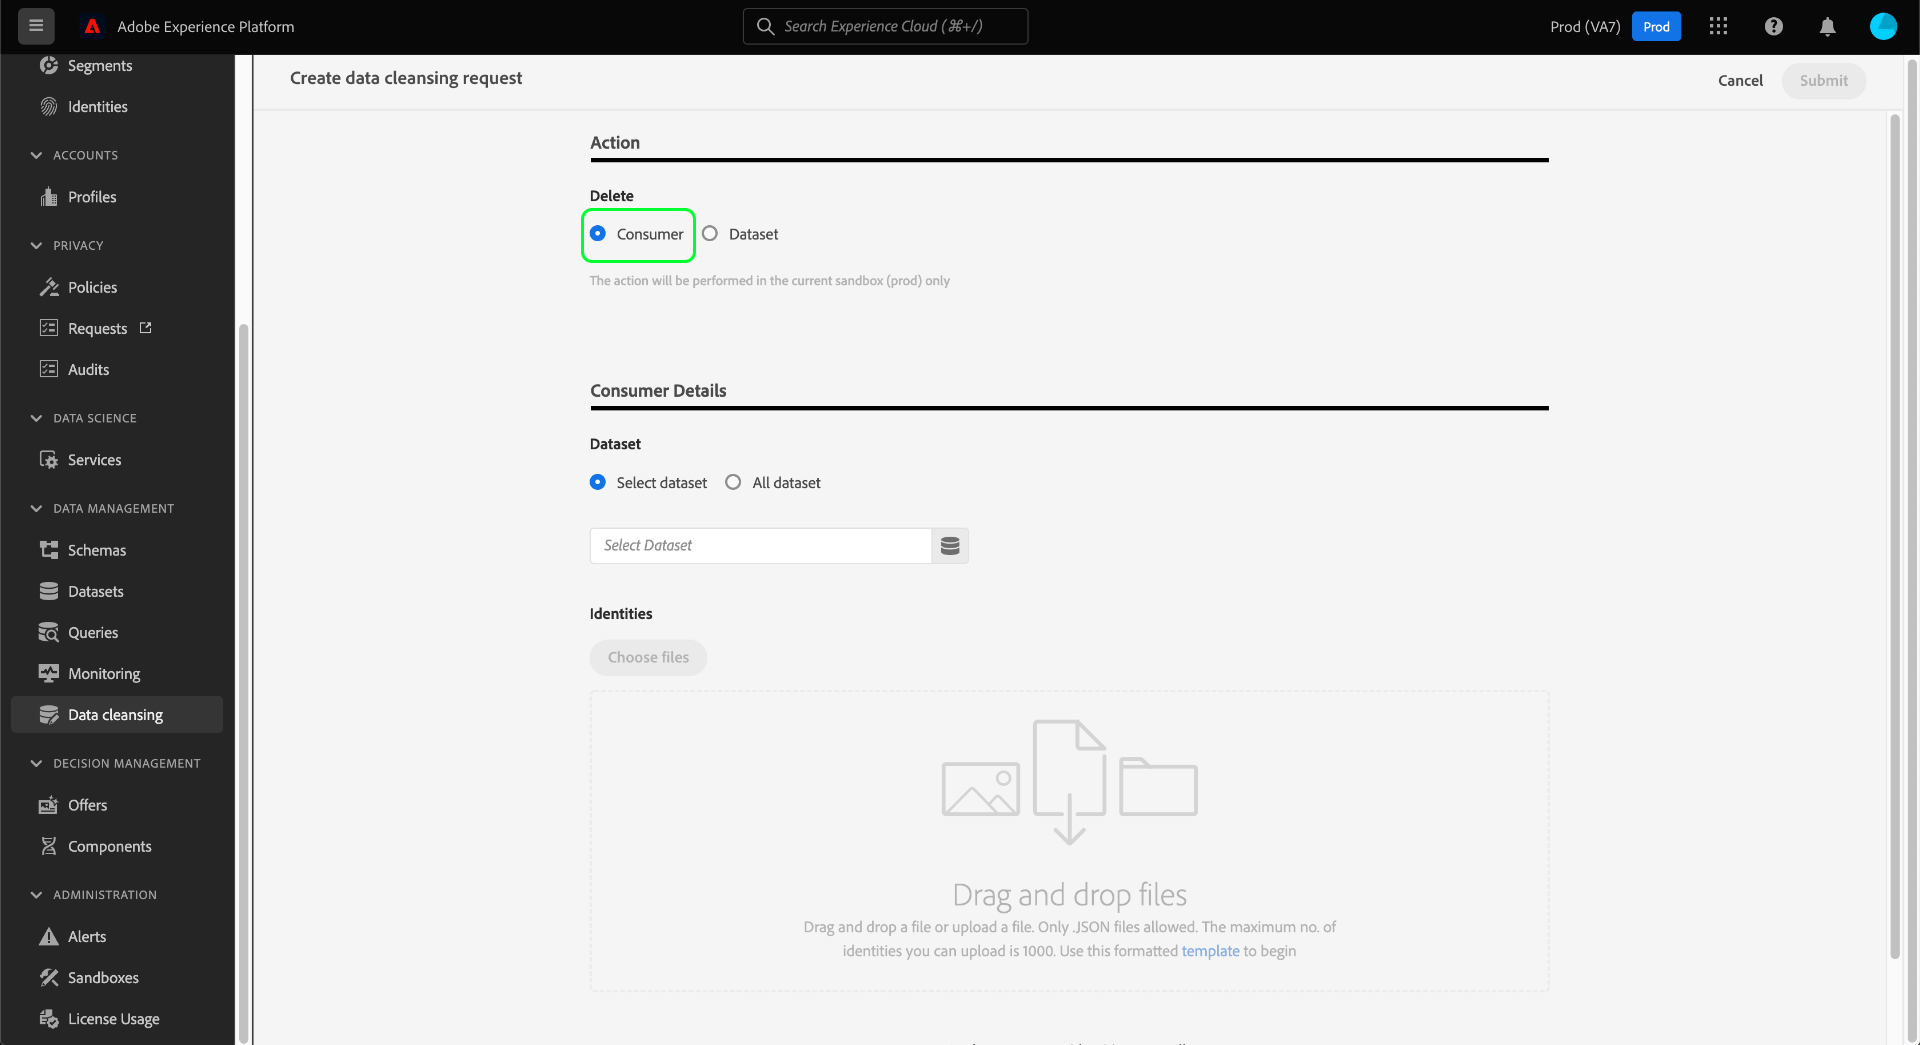 Adobe Experience Platform
Search Experience Cloud (⌘+/)
Prod (VA7)
Prod
Segments
Identities
ACCOUNTS
Profiles
PRIVACY
Policies
Requests
Audits
DATA SCIENCE
Services
DATA MANAGEMENT
Schemas
Datasets
Queries
Monitoring
Data cleansing
DECISION MANAGEMENT
Offers
Components
ADMINISTRATION
Alerts
Sandboxes
License Usage
Create data cleansing request
Cancel
Submit
Action
Delete
Consumer
Dataset
The action will be performed in the current sandbox (prod) only
Consumer Details
Dataset
Select dataset
All dataset
Select Dataset
Identities
Choose files
Drag and drop files
Drag and drop a file or upload a file. Only .JSON files allowed. The maximum no. of
identities you can upload is 1000. Use this formatted template to begin